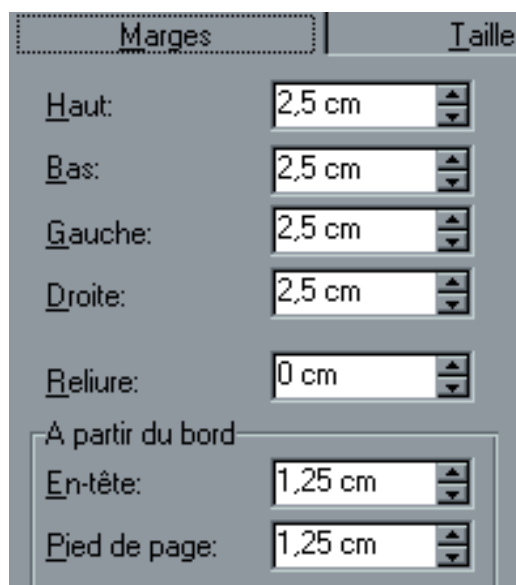 Marges Taille
Haut: 2,5 cm
Bas: 2,5 cm
Gauche: 2,5 cm
Droite: 2,5 cm
Reliure: 0 cm
A partir du bord
En-tête: 1,25 cm
Pied de page: 1,25 cm